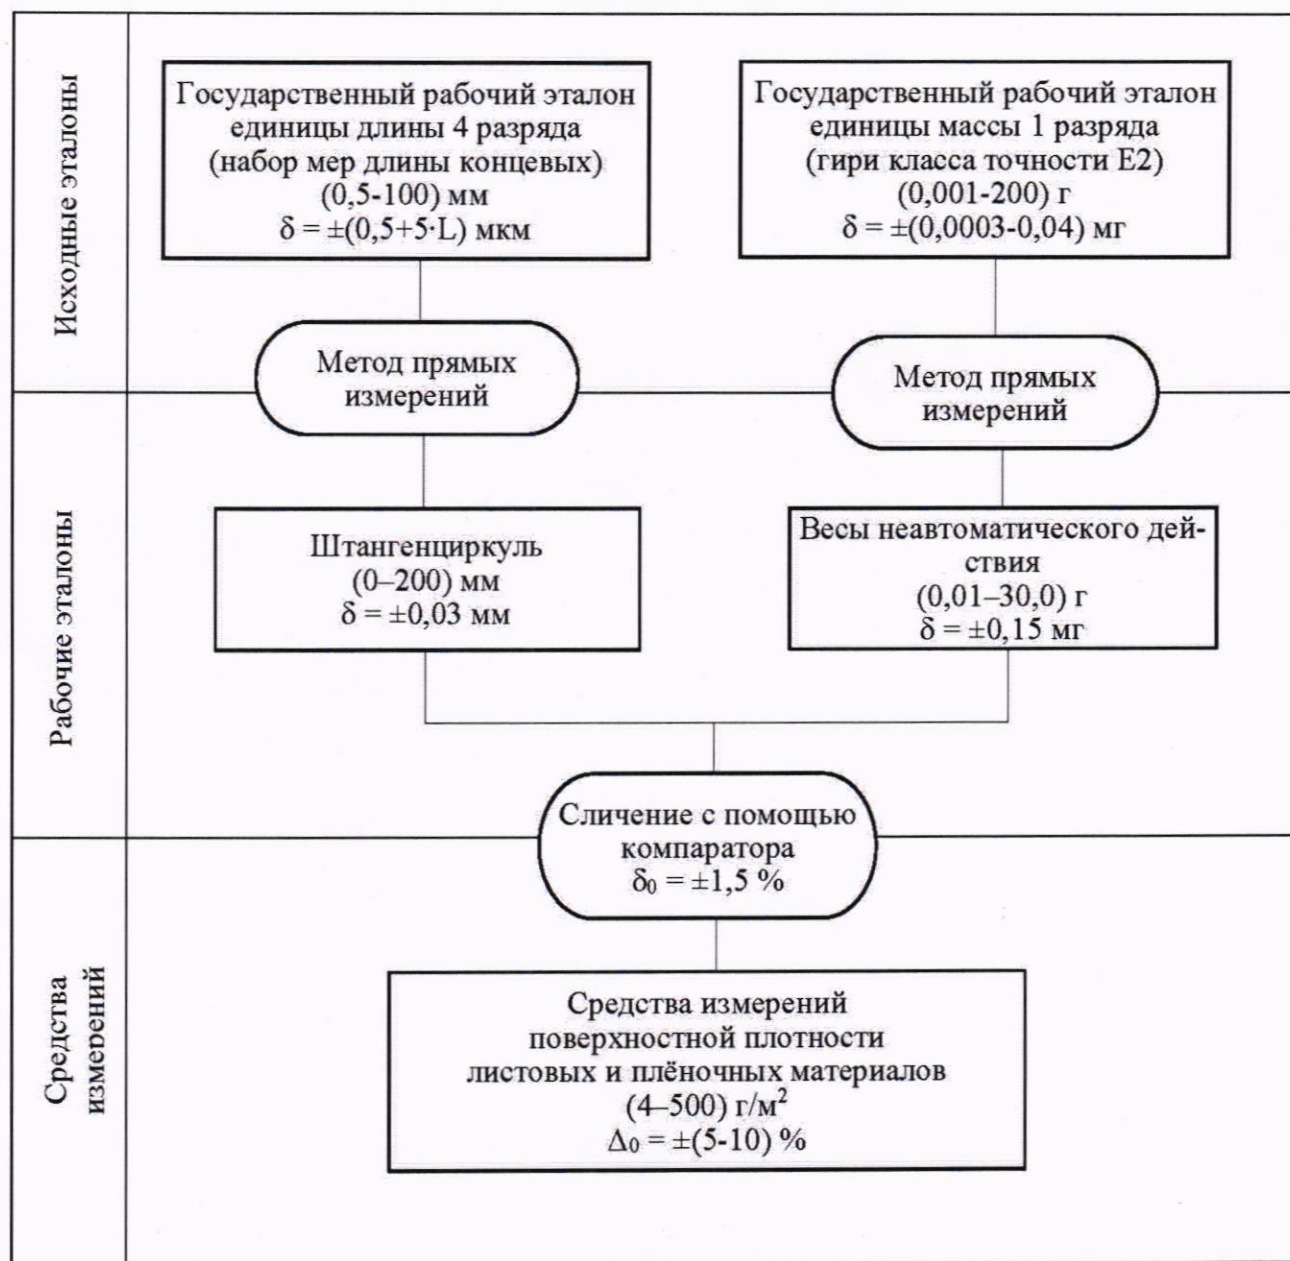 Исходные эталоны
Государственный рабочий эталон
единицы длины 4 разряда
(набор мер длины концевых)
(0,5-100) мм
δ = ±(0,5+5·L) мкм
Государственный рабочий эталон
единицы массы 1 разряда
(гири класса точности Е2)
(0,001-200) г
δ = ±(0,0003-0,04) мг
Метод прямых
измерений
Метод прямых
измерений
Рабочие эталоны
Штангенциркуль
(0–200) мм
δ = ±0,03 мм
Весы неавтоматического дей-
ствия
(0,01–30,0) г
δ = ±0,15 мг
Сличение с помощью
компаратора
δ₀ = ±1,5 %
Средства
измерений
Средства измерений
поверхностной плотности
листовых и плёночных материалов
(4–500) г/м²
Δ₀ = ±(5-10) %